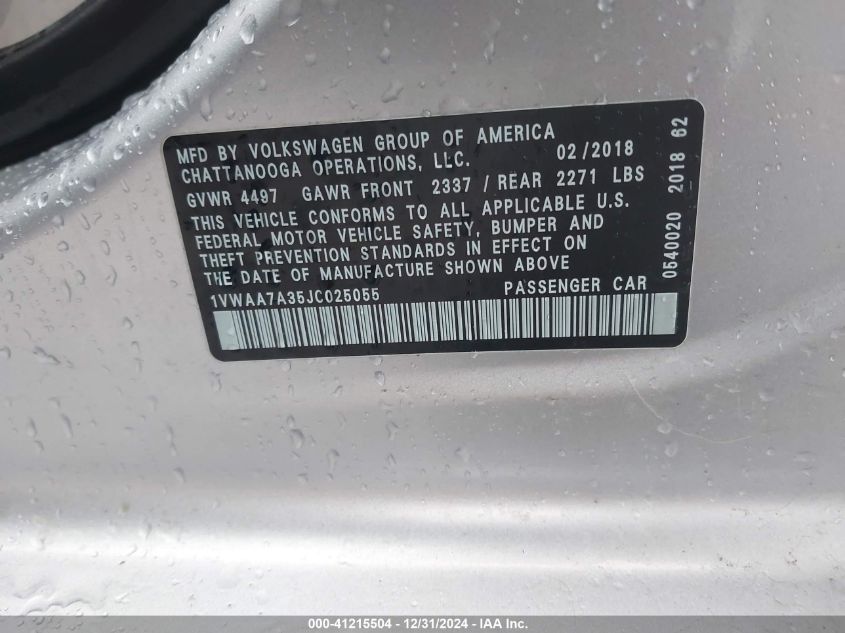 MFD BY VOLKSWAGEN GROUP OF AMERICA
CHATTANOOGA OPERATIONS, LLC. 02/2018
GVWR 4497 GAWR FRONT 2337 / REAR 2271 LBS
THIS VEHICLE CONFORMS TO ALL APPLICABLE U.S.
FEDERAL MOTOR VEHICLE SAFETY, BUMPER AND
THEFT PREVENTION STANDARDS IN EFFECT ON
THE DATE OF MANUFACTURE SHOWN ABOVE
1VWAA7A35JC025055 PASSENGER CAR
0540020 2018 62
000-41215504 - 12/31/2024 - IAA Inc.